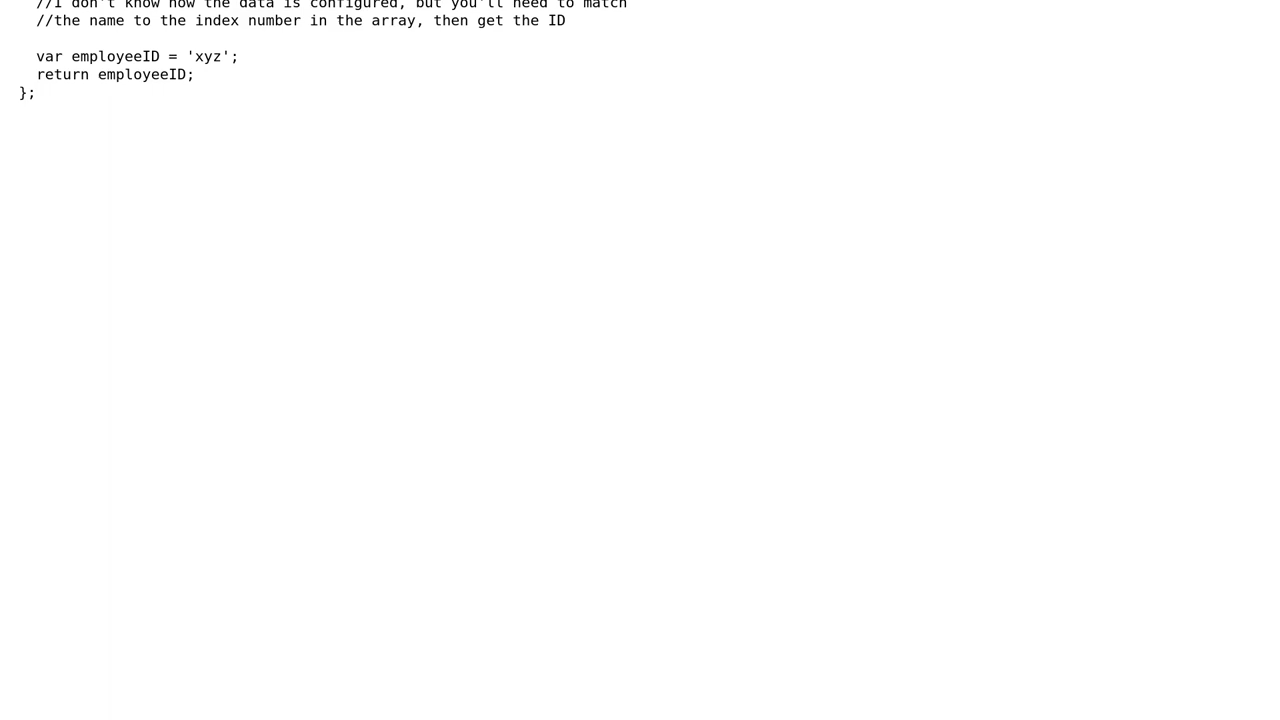 //I don't know how the data is configured, but you'll need to match
//the name to the index number in the array, then get the ID
var employeeID = 'xyz';
return employeeID;
};